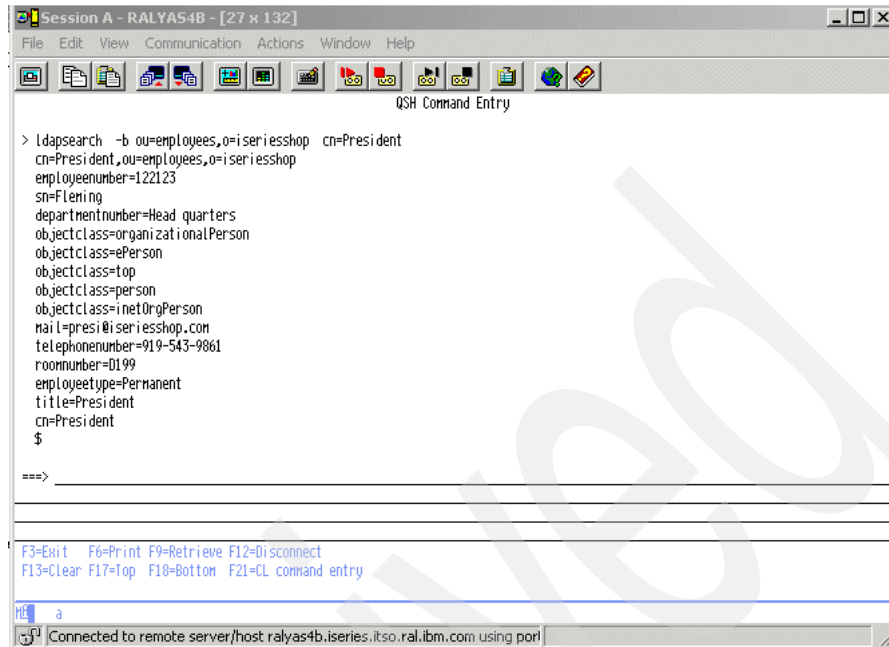 Session A - RALYAS4B - [27 x 132]
File Edit View Communication Actions Window Help
QSH Command Entry
> ldapsearch -b ou=employees,o=iseriesshop cn=President
cn=President,ou=employees,o=iseriesshop
employeenumber=122123
sn=Fleming
departmentnumber=Head quarters
objectclass=organizationalPerson
objectclass=ePerson
objectclass=top
objectclass=person
objectclass=inetOrgPerson
mail=presi@iseriesshop.com
telephonenumber=919-543-9861
roomnumber=D199
employeetype=Permanent
title=President
cn=President
$
===>
F3=Exit F6=Print F9=Retrieve F12=Disconnect
F13=Clear F17=Top F18=Bottom F21=CL command entry
a
Connected to remote server/host ralyas4b.iseries.itso.ral.ibm.com using